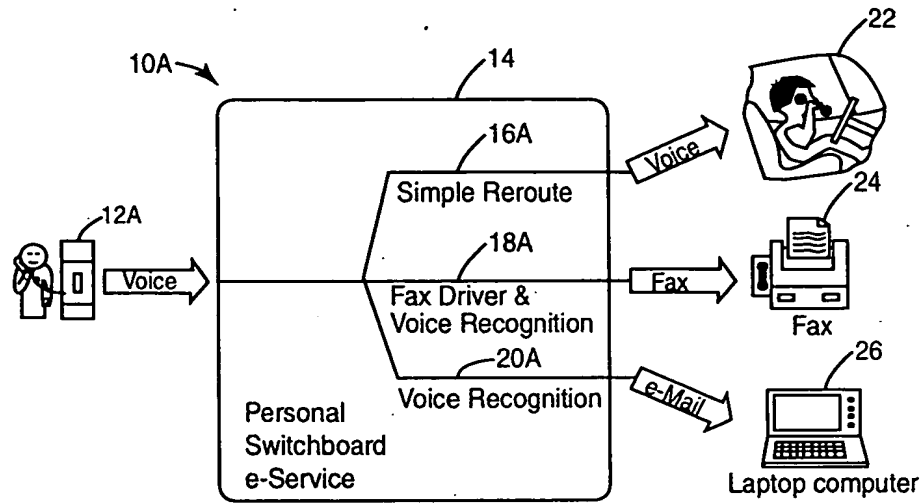 10A
14
22
16A
Voice
Simple Reroute
12A
24
Voice
18A
Fax
Fax Driver &
Voice Recognition
Fax
20A
26
e-Mail
Voice Recognition
Personal
Switchboard
e-Service
Laptop computer